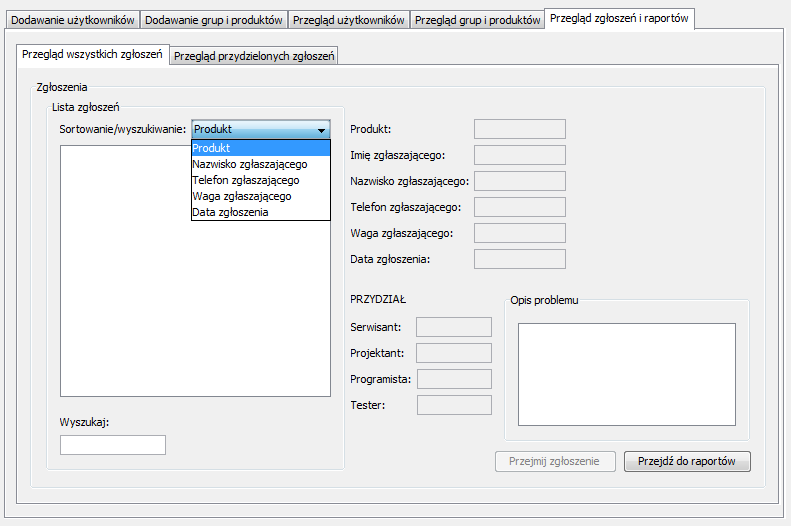 Dodawanie użytkowników Dodawanie grup i produktów Przegląd użytkowników Przegląd grup i produktów Przegląd zgłoszeń i raportów
Przegląd wszystkich zgłoszeń Przegląd przydzielonych zgłoszeń
Zgłoszenia
Lista zgłoszeń
Sortowanie/wyszukiwanie: Produkt
Produkt
Nazwisko zgłaszającego
Telefon zgłaszającego
Waga zgłaszającego
Data zgłoszenia
Wyszukaj:
Produkt:
Imię zgłaszającego:
Nazwisko zgłaszającego:
Telefon zgłaszającego:
Waga zgłaszającego:
Data zgłoszenia:
PRZYDZIAŁ
Serwisant:
Projektant:
Programista:
Tester:
Opis problemu
Przejmij zgłoszenie Przejdź do raportów